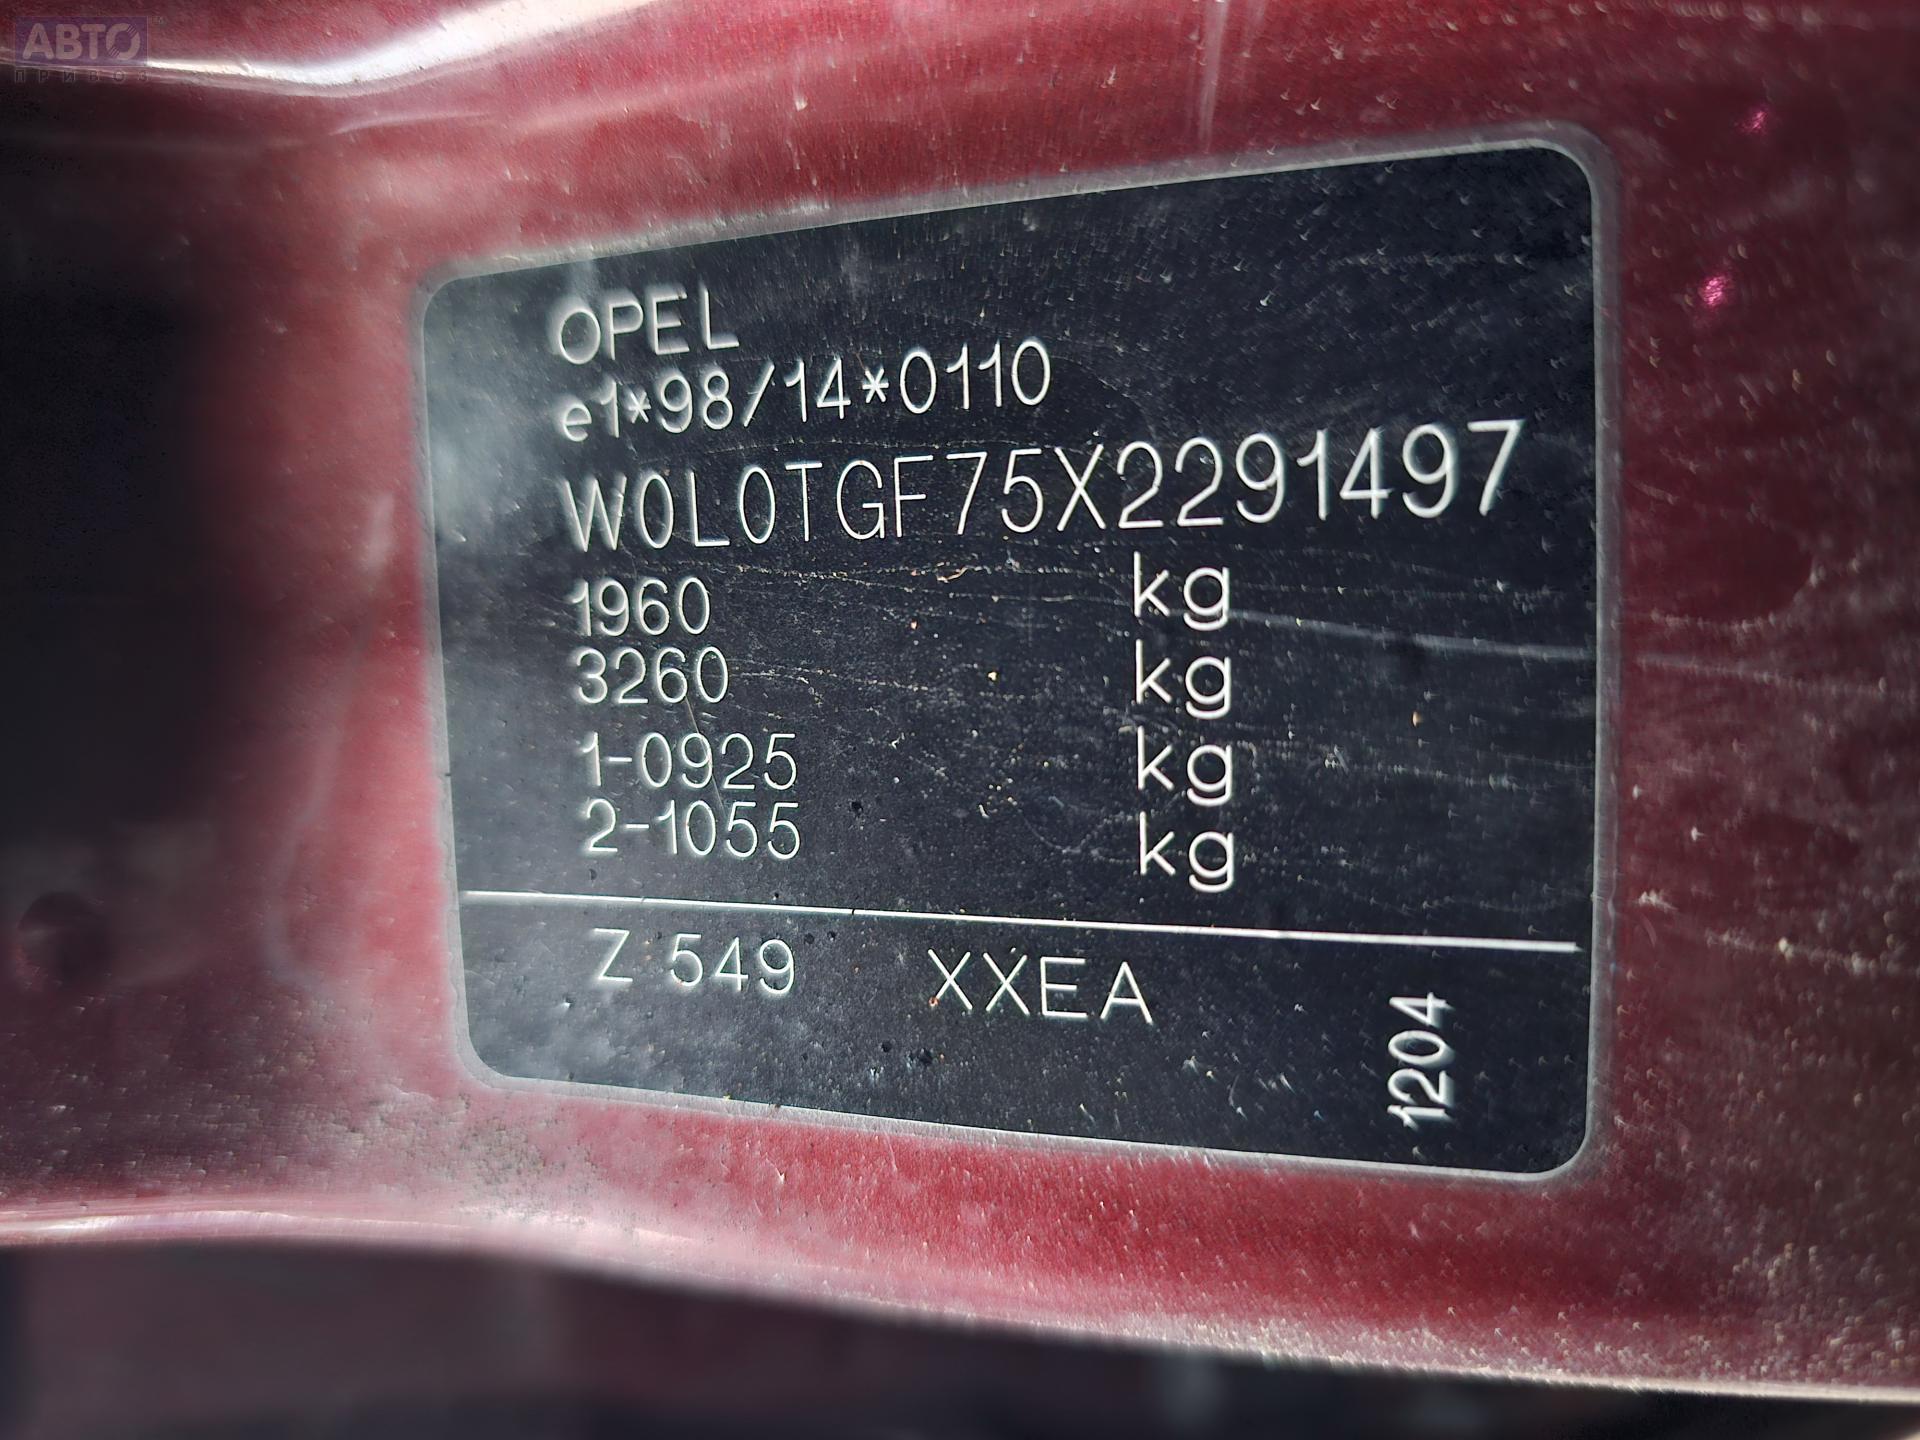 АВТО
ПРИВОЗ
OPEL
e1*98/14*0110
W0L0TGF75X2291497
1960 kg
3260 kg
1-0925 kg
2-1055 kg
Z 549 XXEA
1204